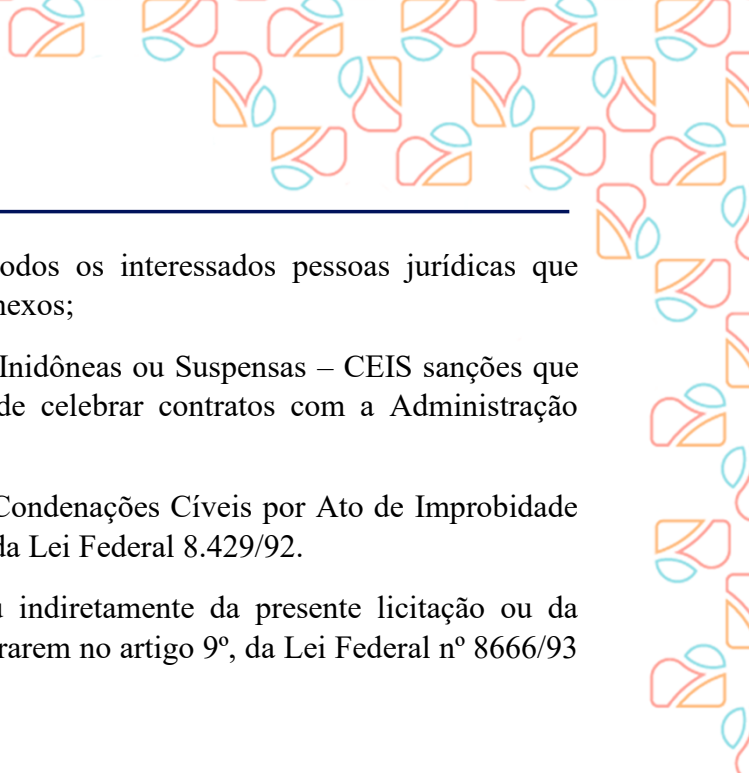 odos os interessados pessoas jurídicas que
nexos;
Inidôneas ou Suspensas – CEIS sanções que
de celebrar contratos com a Administração
Condenações Cíveis por Ato de Improbidade
da Lei Federal 8.429/92.
indiretamente da presente licitação ou da
rarem no artigo 9º, da Lei Federal nº 8666/93